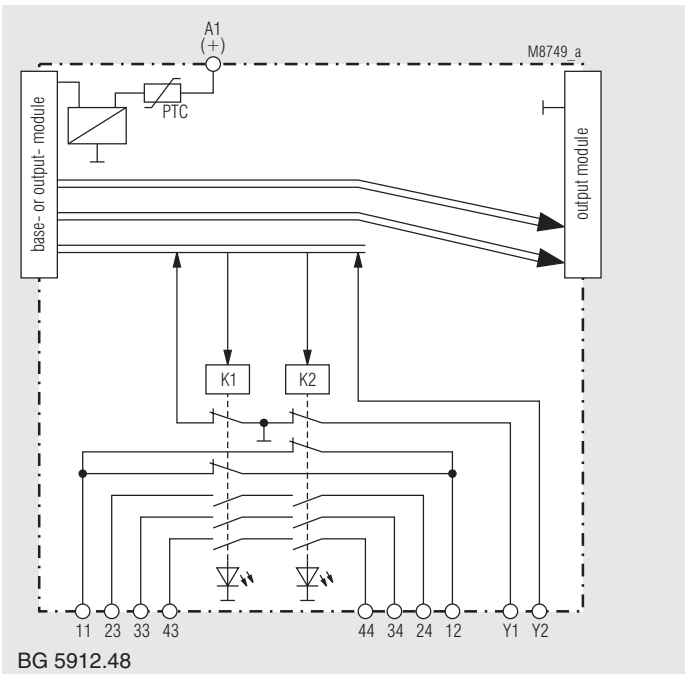 A1
(+)
M8749_a
PTC
base- or output- module
output module
K1
K2
11 23 33 43 44 34 24 12 Y1 Y2
BG 5912.48